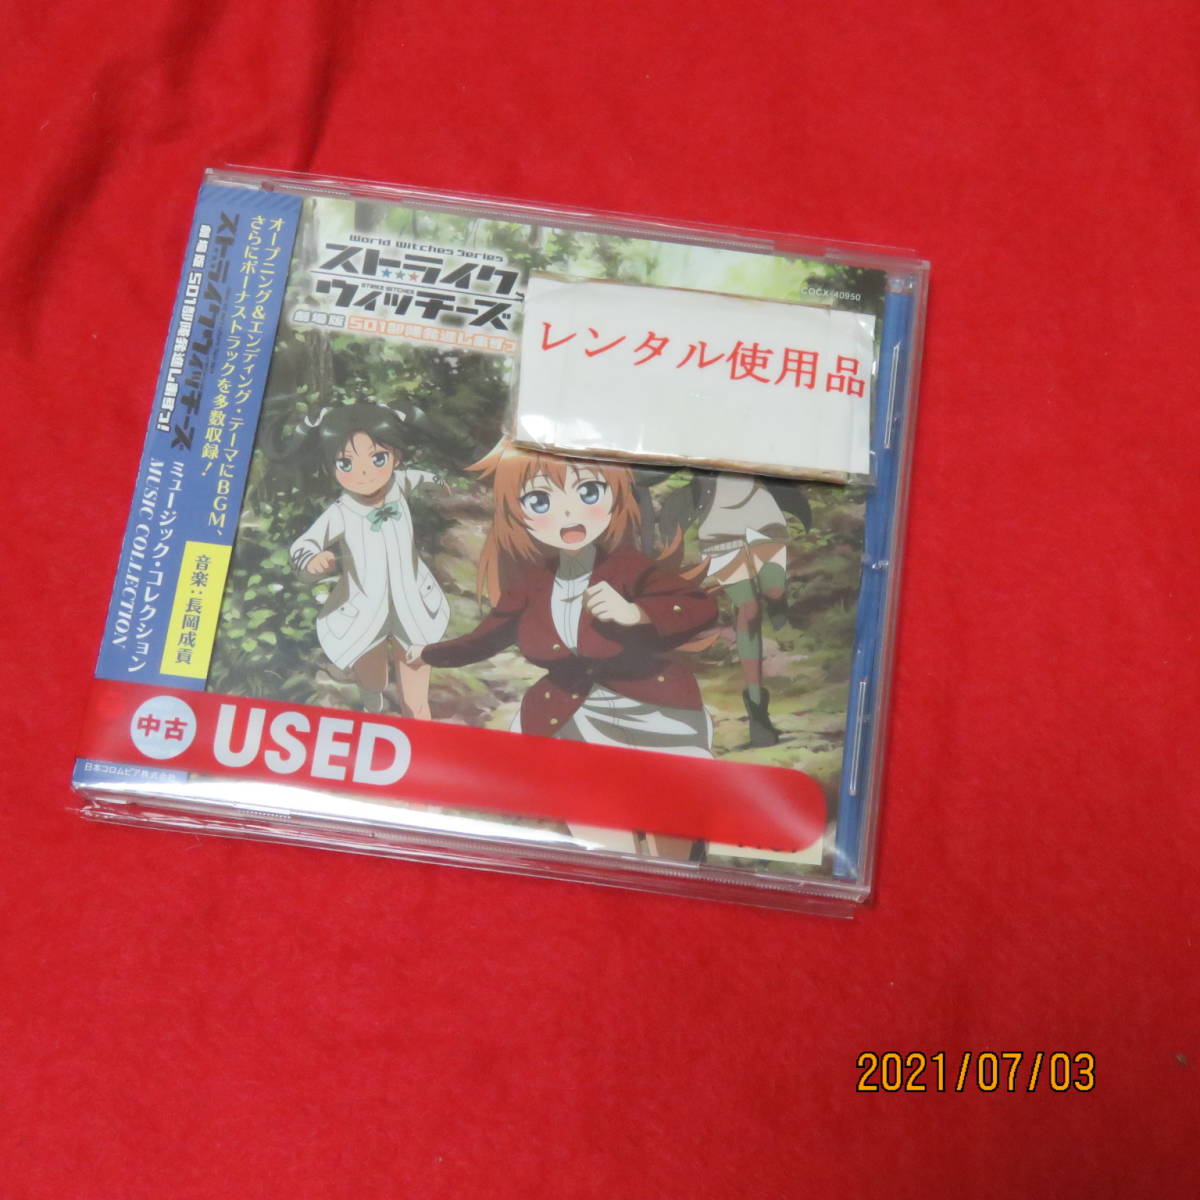 オープニング&エンディング・テーマにBGM、
さらにボーナストラックを多数収録!
ストライクウィッチーズ
劇場版 501部隊発進しますっ!
ミュージック・コレクション
MUSIC COLLECTION
音楽:長岡成貢
World Witches Series
ストライク
ウィッチーズ
STRIKE WITCHES
劇場版 501部隊発進しますっ
COCX-40950
レンタル使用品
中古 USED
日本コロムビア株式会社
2021/07/03